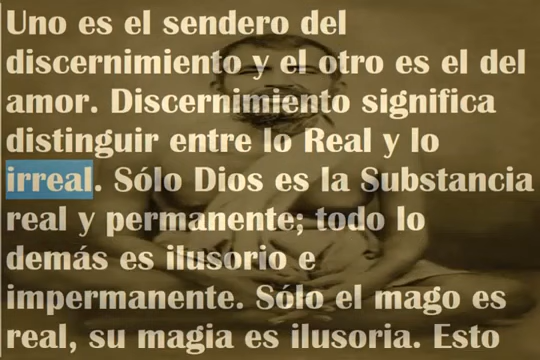 Uno es el sendero del
discernimiento y el otro es el del
amor. Discernimiento significa
distinguir entre lo Real y lo
irreal. Sólo Dios es la Substancia
real y permanente; todo lo
demás es ilusorio e
impermanente. Sólo el mago es
real, su magia es ilusoria. Esto